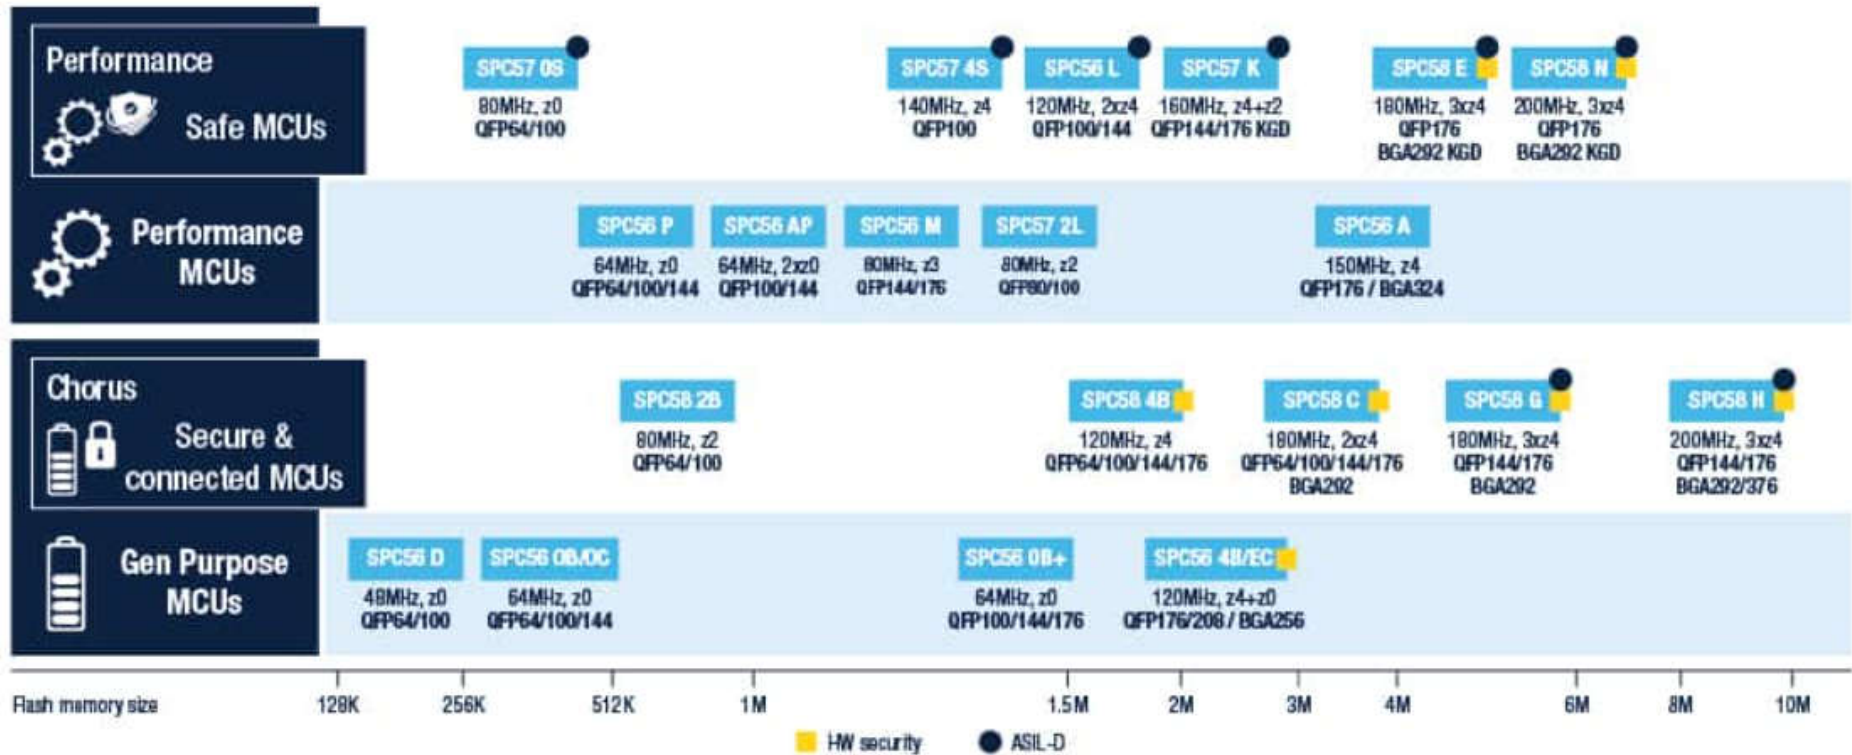 Performance
Safe MCUs
SPC57 0S
80MHz, z0
QFP64/100
SPC57 4S
140MHz, z4
QFP100
SPC56 L
120MHz, 2xz4
QFP100/144
SPC57 K
160MHz, z4+z2
QFP144/176 KGD
SPC58 E
180MHz, 3xz4
QFP176
BGA292 KGD
SPC58 N
200MHz, 3xz4
QFP176
BGA292 KGD
Performance
MCUs
SPC56 P
64MHz, z0
QFP64/100/144
SPC56 AP
64MHz, 2xz0
QFP100/144
SPC56 M
80MHz, z3
QFP144/176
SPC57 2L
80MHz, z2
QFP80/100
SPC56 A
150MHz, z4
QFP176 / BGA324
Chorus
Secure &
connected MCUs
SPC58 2B
80MHz, z2
QFP64/100
SPC58 4B
120MHz, z4
QFP64/100/144/176
SPC58 C
180MHz, 2xz4
QFP64/100/144/176
BGA292
SPC58 G
180MHz, 3xz4
QFP144/176
BGA292
SPC58 H
200MHz, 3xz4
QFP144/176
BGA292/376
Gen Purpose
MCUs
SPC56 D
48MHz, z0
QFP64/100
SPC56 0B/0C
64MHz, z0
QFP64/100/144
SPC56 0B+
64MHz, z0
QFP100/144/176
SPC56 4B/EC
120MHz, z4+z0
QFP176/208 / BGA256
Flash memory size 128K 256K 512K 1M 1.5M 2M 3M 4M 6M 8M 10M
HW security ASIL-D